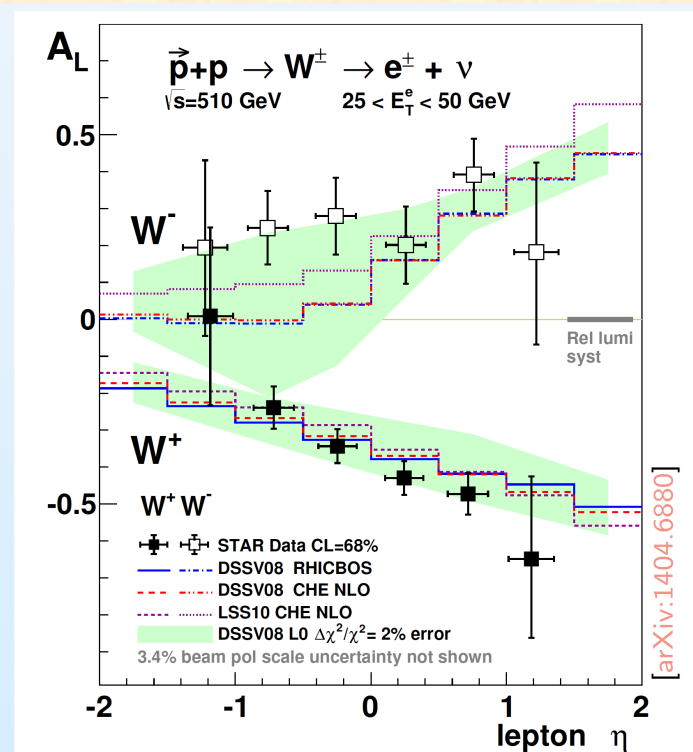 A_L
p⃗+p → W^± → e^± + ν
√s=510 GeV 25 < E_T^e < 50 GeV
0.5
W^-
0
Rel lumi
syst
W^+
-0.5
W^+ W^-
STAR Data CL=68%
DSSV08 RHICBOS
DSSV08 CHE NLO
LSS10 CHE NLO
DSSV08 L0 Δχ²/χ²= 2% error
3.4% beam pol scale uncertainty not shown
-2 -1 0 1 2
lepton η
[arXiv:1404.6880]